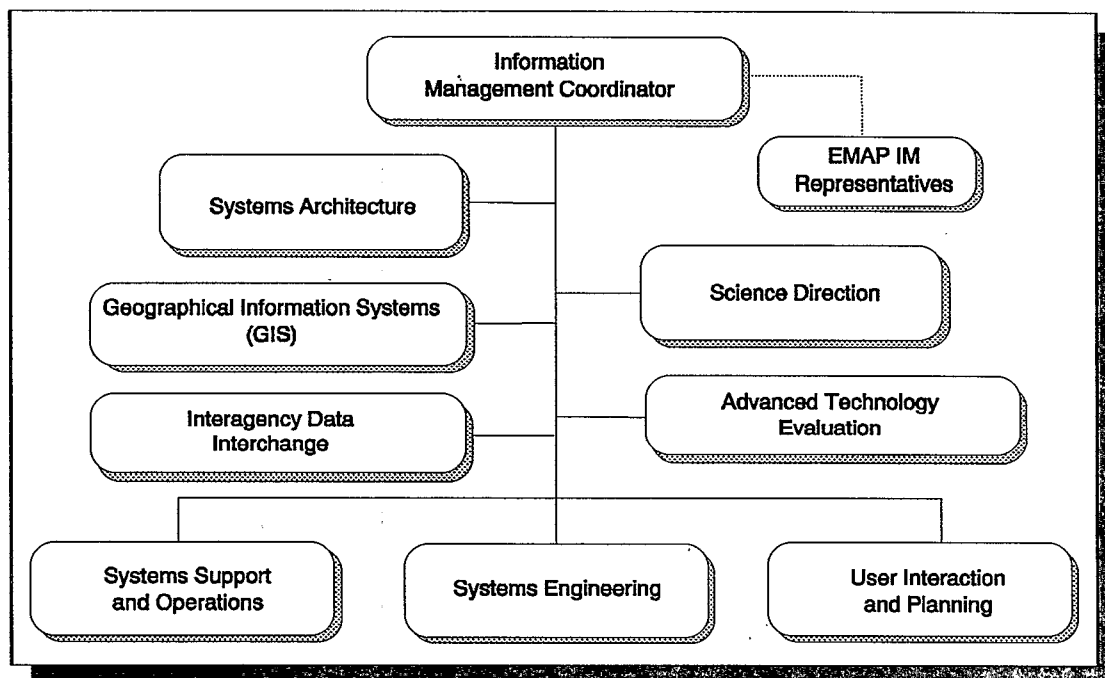 Information
Management Coordinator
EMAP IM
Representatives
Systems Architecture
Science Direction
Geographical Information Systems
(GIS)
Advanced Technology
Evaluation
Interagency Data
Interchange
Systems Support
and Operations
Systems Engineering
User Interaction
and Planning